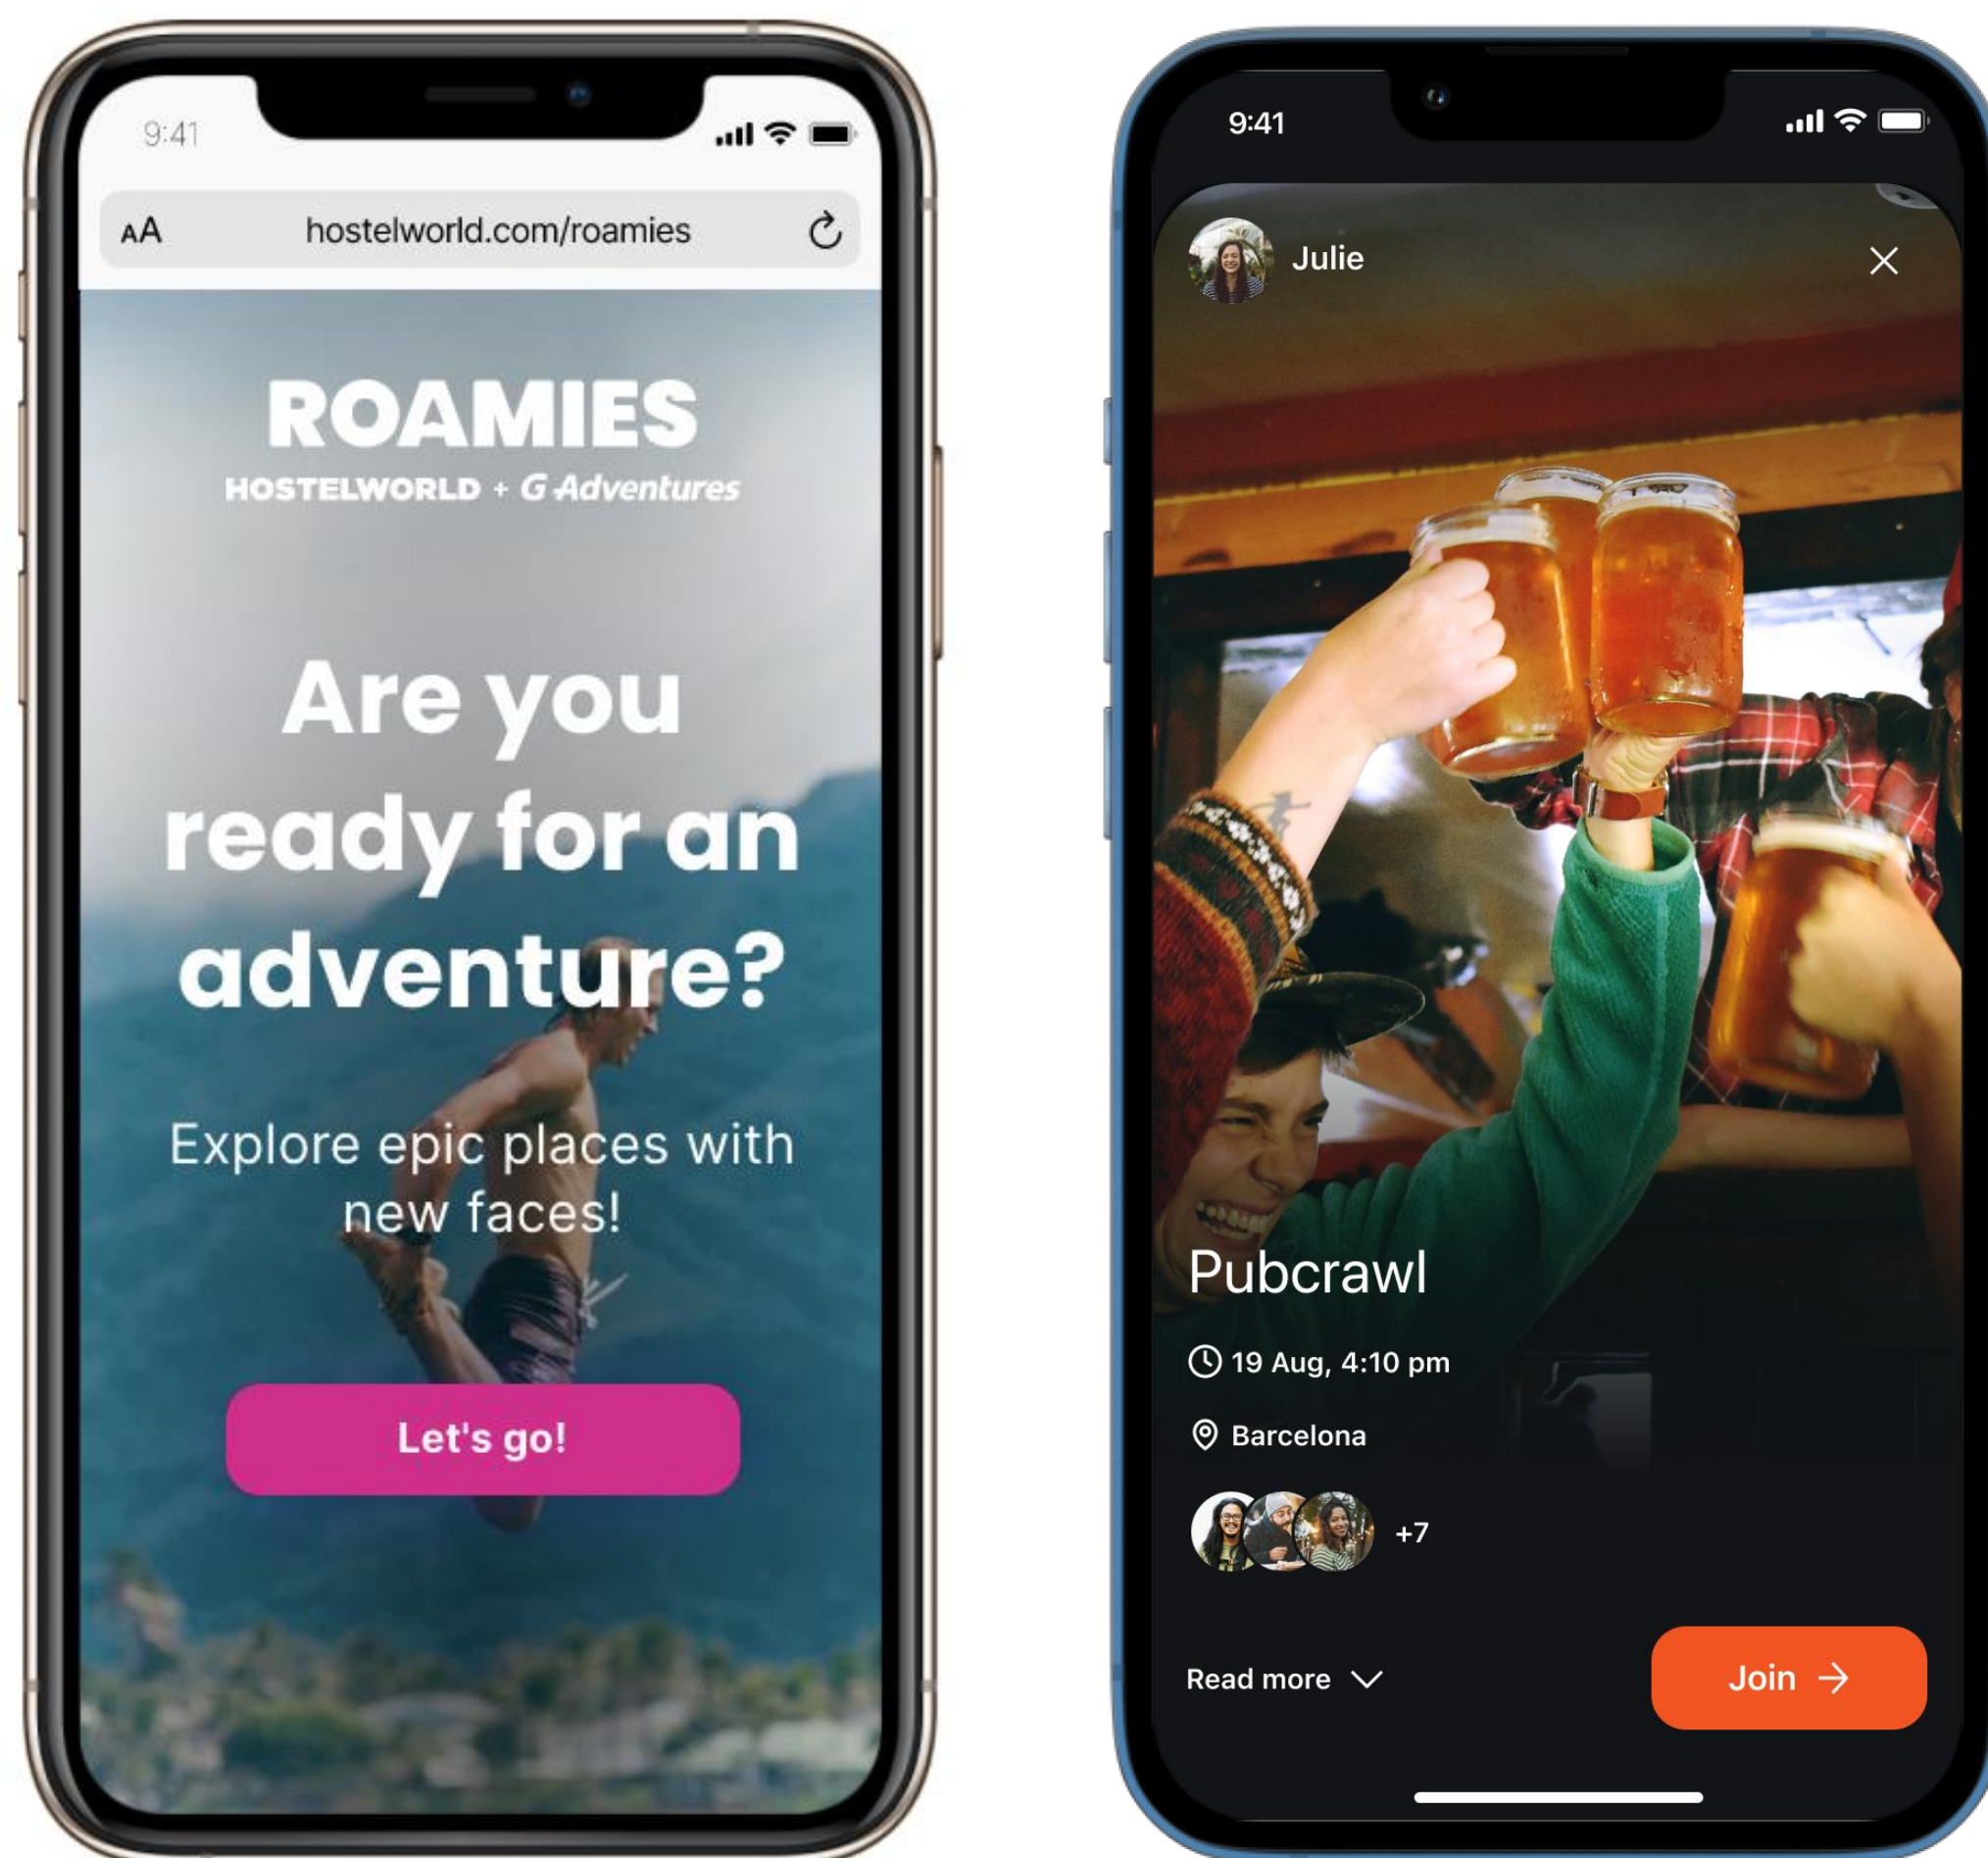 9:41
AA
hostelworld.com/roamies
ROAMIES
HOSTELWORLD + G Adventures
Are you
ready for an
adventure?
Explore epic places with
new faces!
Let's go!
9:41
Julie
Pubcrawl
19 Aug, 4:10 pm
Barcelona
+7
Read more
Join